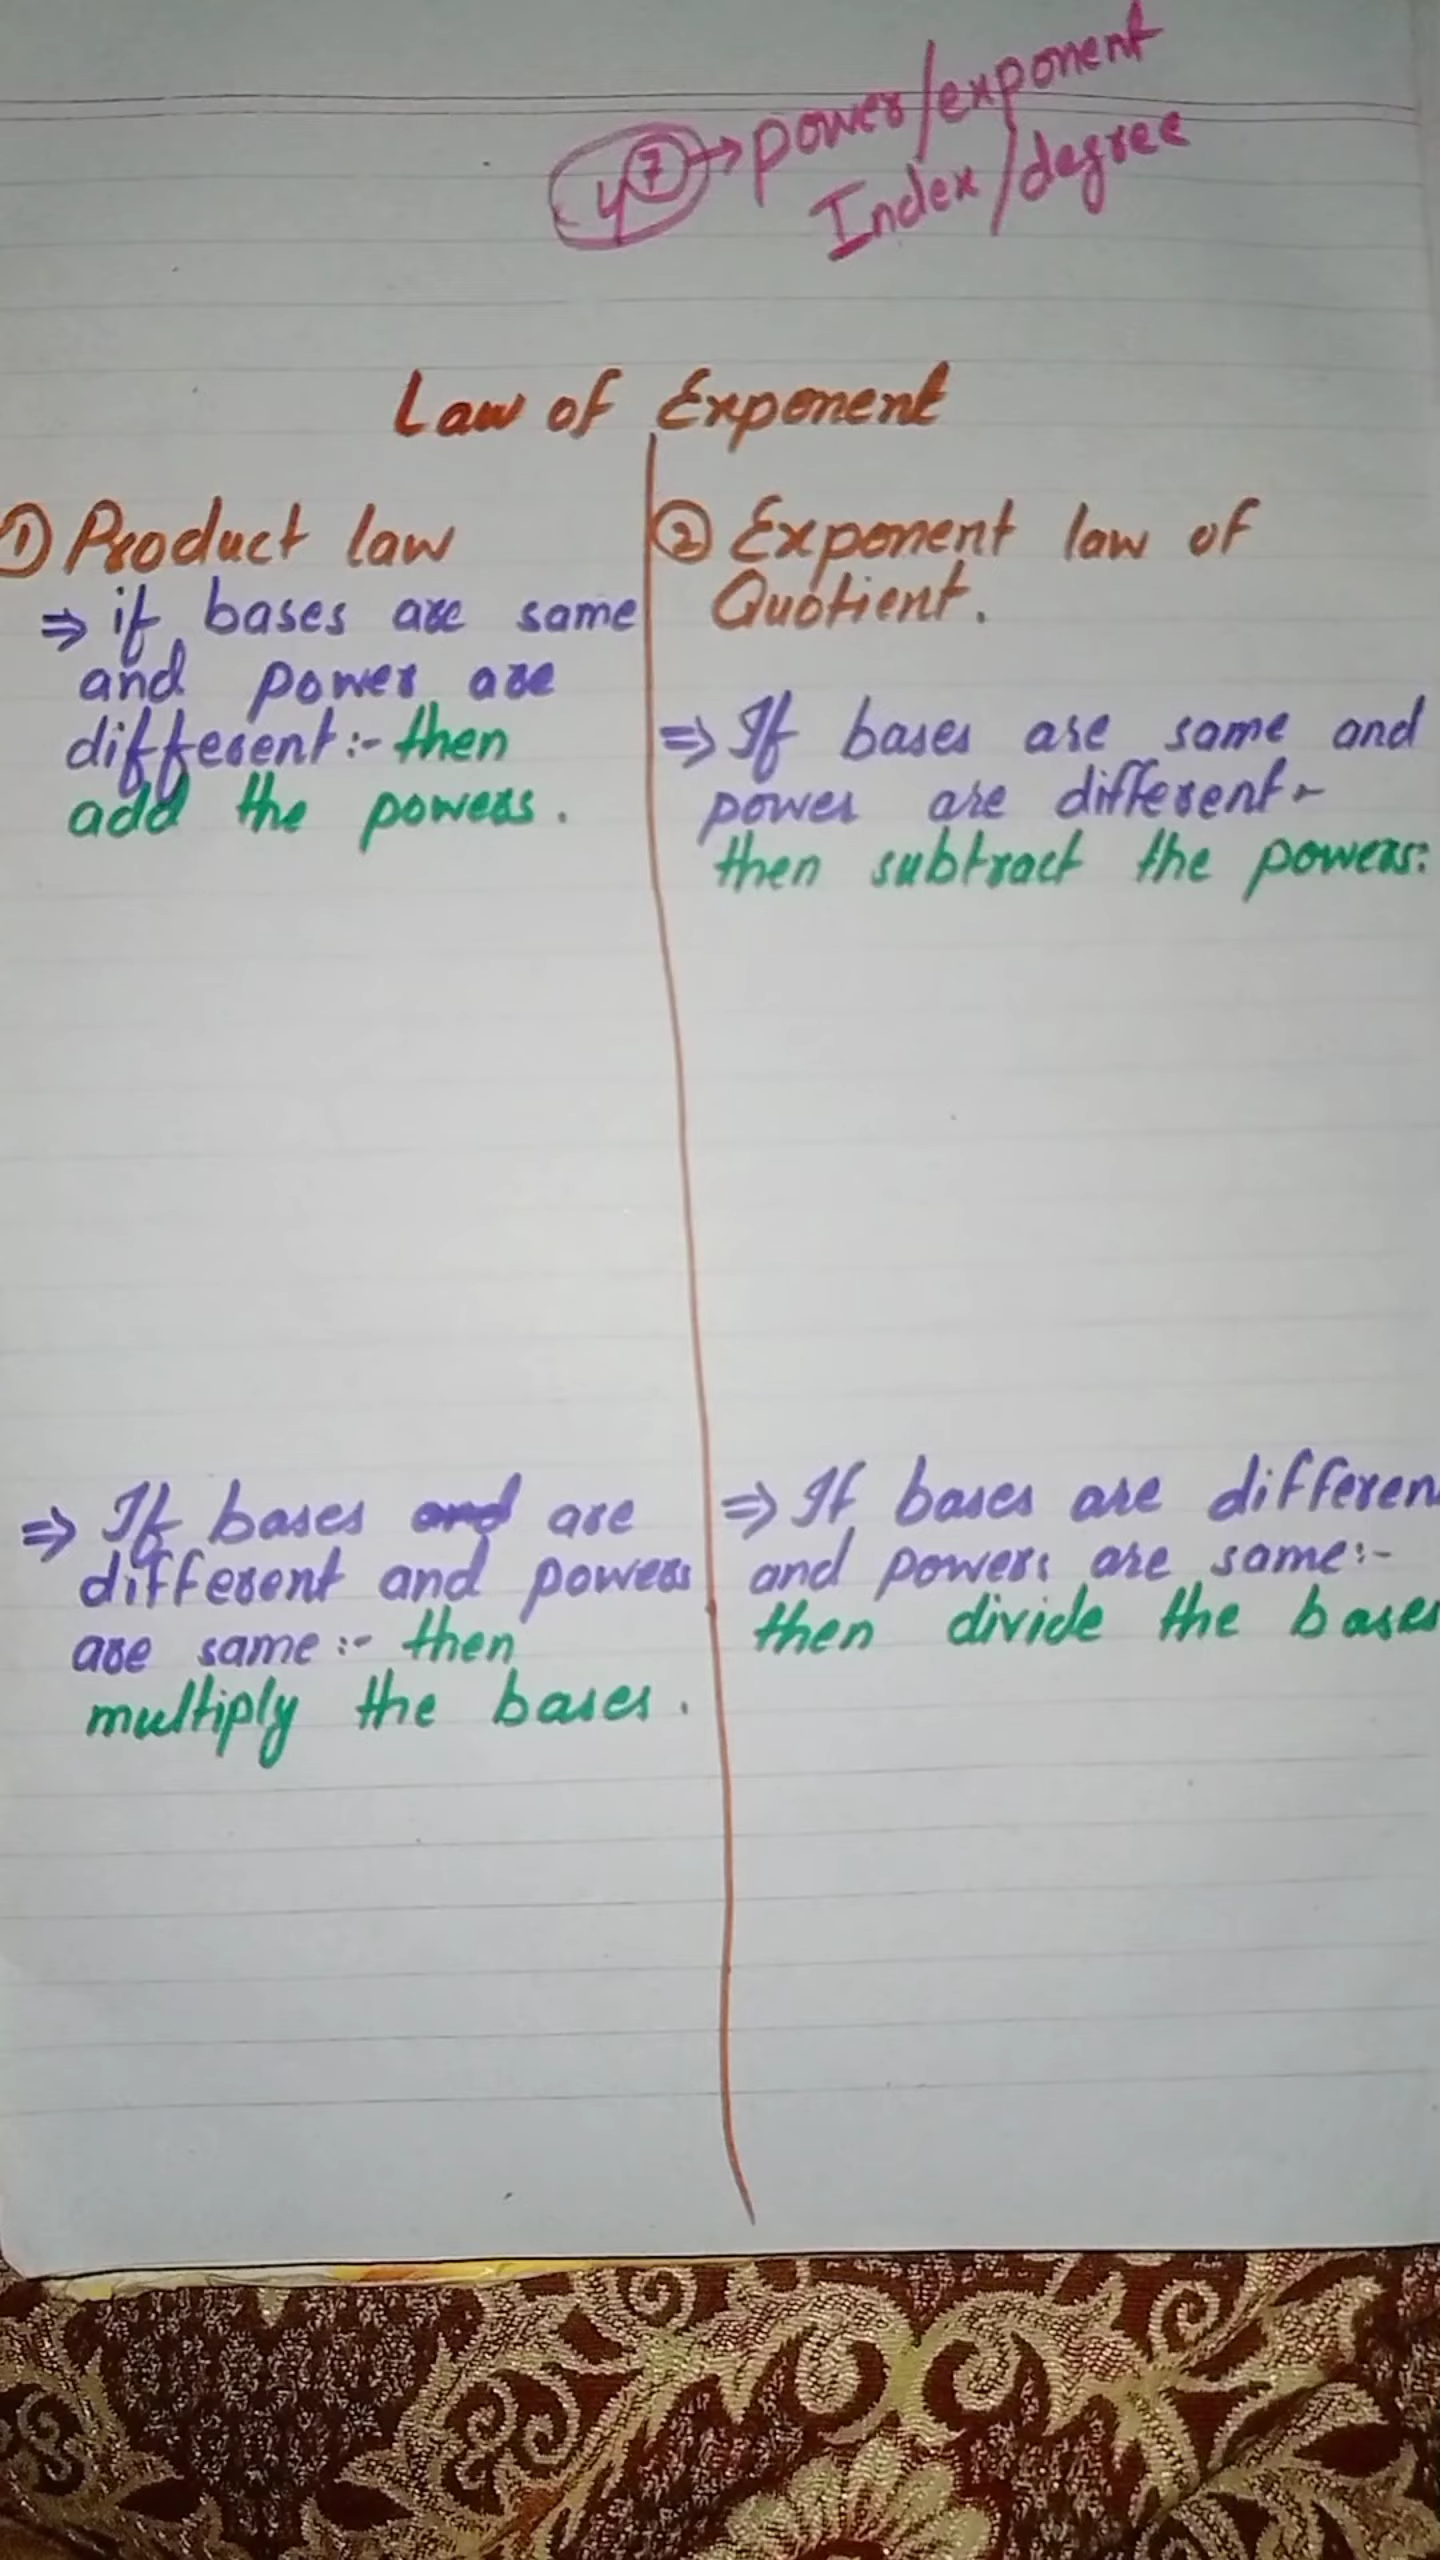 4⁷ → power/exponent
Index/degree
Law of Exponent
① Product law
⇒ if bases are same
and power are
different:- then
add the powers.
⇒ If bases are
different and powers
are same:- then
multiply the bases.
② Exponent law of
Quotient.
⇒ If bases are same and
power are different-
then subtract the powers:
⇒ If bases are differen
and powers are same:-
then divide the bases